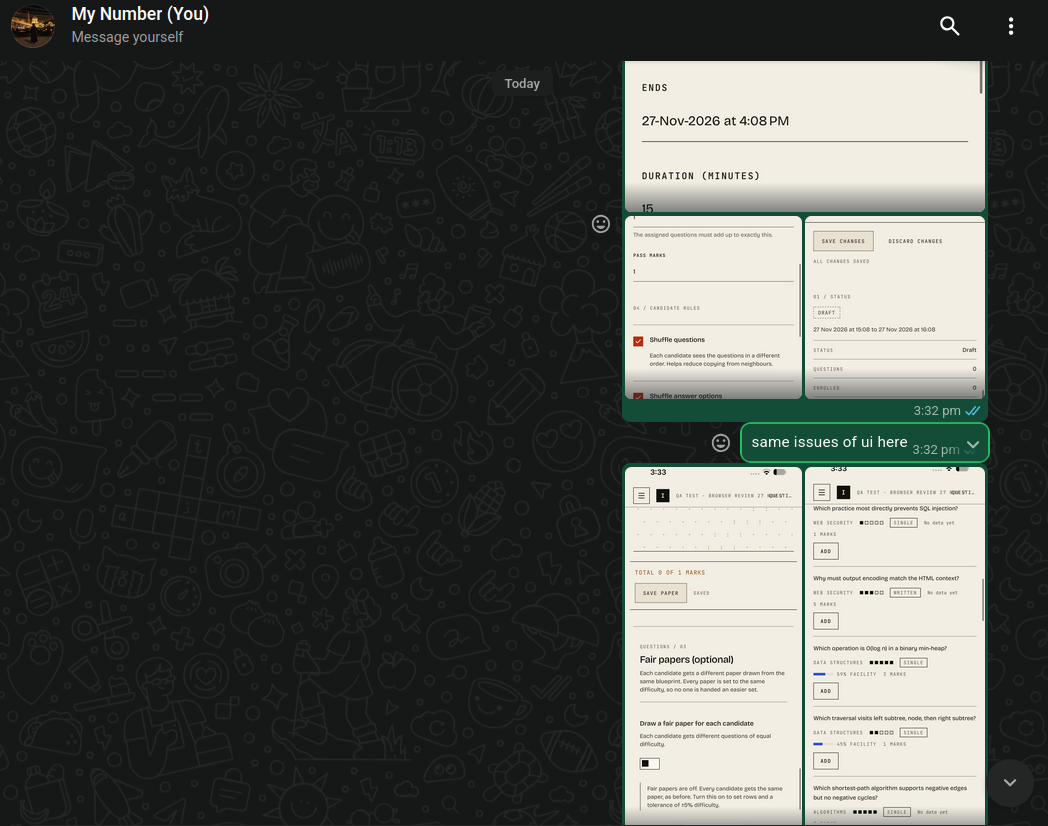 My Number (You)
Message yourself
Today
ENDS
27-Nov-2026 at 4:08 PM
DURATION (MINUTES)
15
The assigned questions must add up to exactly this.
PASS MARKS
1
04 / CANDIDATE RULES
Shuffle questions
Each candidate sees the questions in a different
order. Helps reduce copying from neighbours.
Shuffle answer options
SAVE CHANGES
DISCARD CHANGES
ALL CHANGES SAVED
01 / STATUS
DRAFT
27 Nov 2026 at 15:08 to 27 Nov 2026 at 16:08
STATUS
Draft
QUESTIONS
0
ENROLLED
0
3:32 pm
same issues of ui here
3:32 pm
3:33
I
QA TEST - BROWSER REVIEW 27
QUESTI…
TOTAL 0 OF 1 MARKS
SAVE PAPER
SAVED
QUESTIONS / 03
Fair papers (optional)
Each candidate gets a different paper drawn from the
same blueprint. Every paper is set to the same
difficulty, so no one is handed an easier set.
Draw a fair paper for each candidate
Each candidate gets different questions of equal
difficulty.
Fair papers are off. Every candidate gets the same
paper, as before. Turn this on to set rows and a
tolerance of ±5% difficulty.
3:33
I
QA TEST - BROWSER REVIEW 27
QUESTI…
Which practice most directly prevents SQL injection?
WEB SECURITY
SINGLE
No data yet
1 MARKS
ADD
Why must output encoding match the HTML context?
WEB SECURITY
WRITTEN
No data yet
5 MARKS
ADD
Which operation is O(log n) in a binary min-heap?
DATA STRUCTURES
SINGLE
59% FACILITY
ADD
Which traversal visits left subtree, node, then right subtree?
DATA STRUCTURES
SINGLE
45% FACILITY
1 MARKS
ADD
Which shortest-path algorithm supports negative edges
but no negative cycles?
ALGORITHMS
SINGLE
No data yet